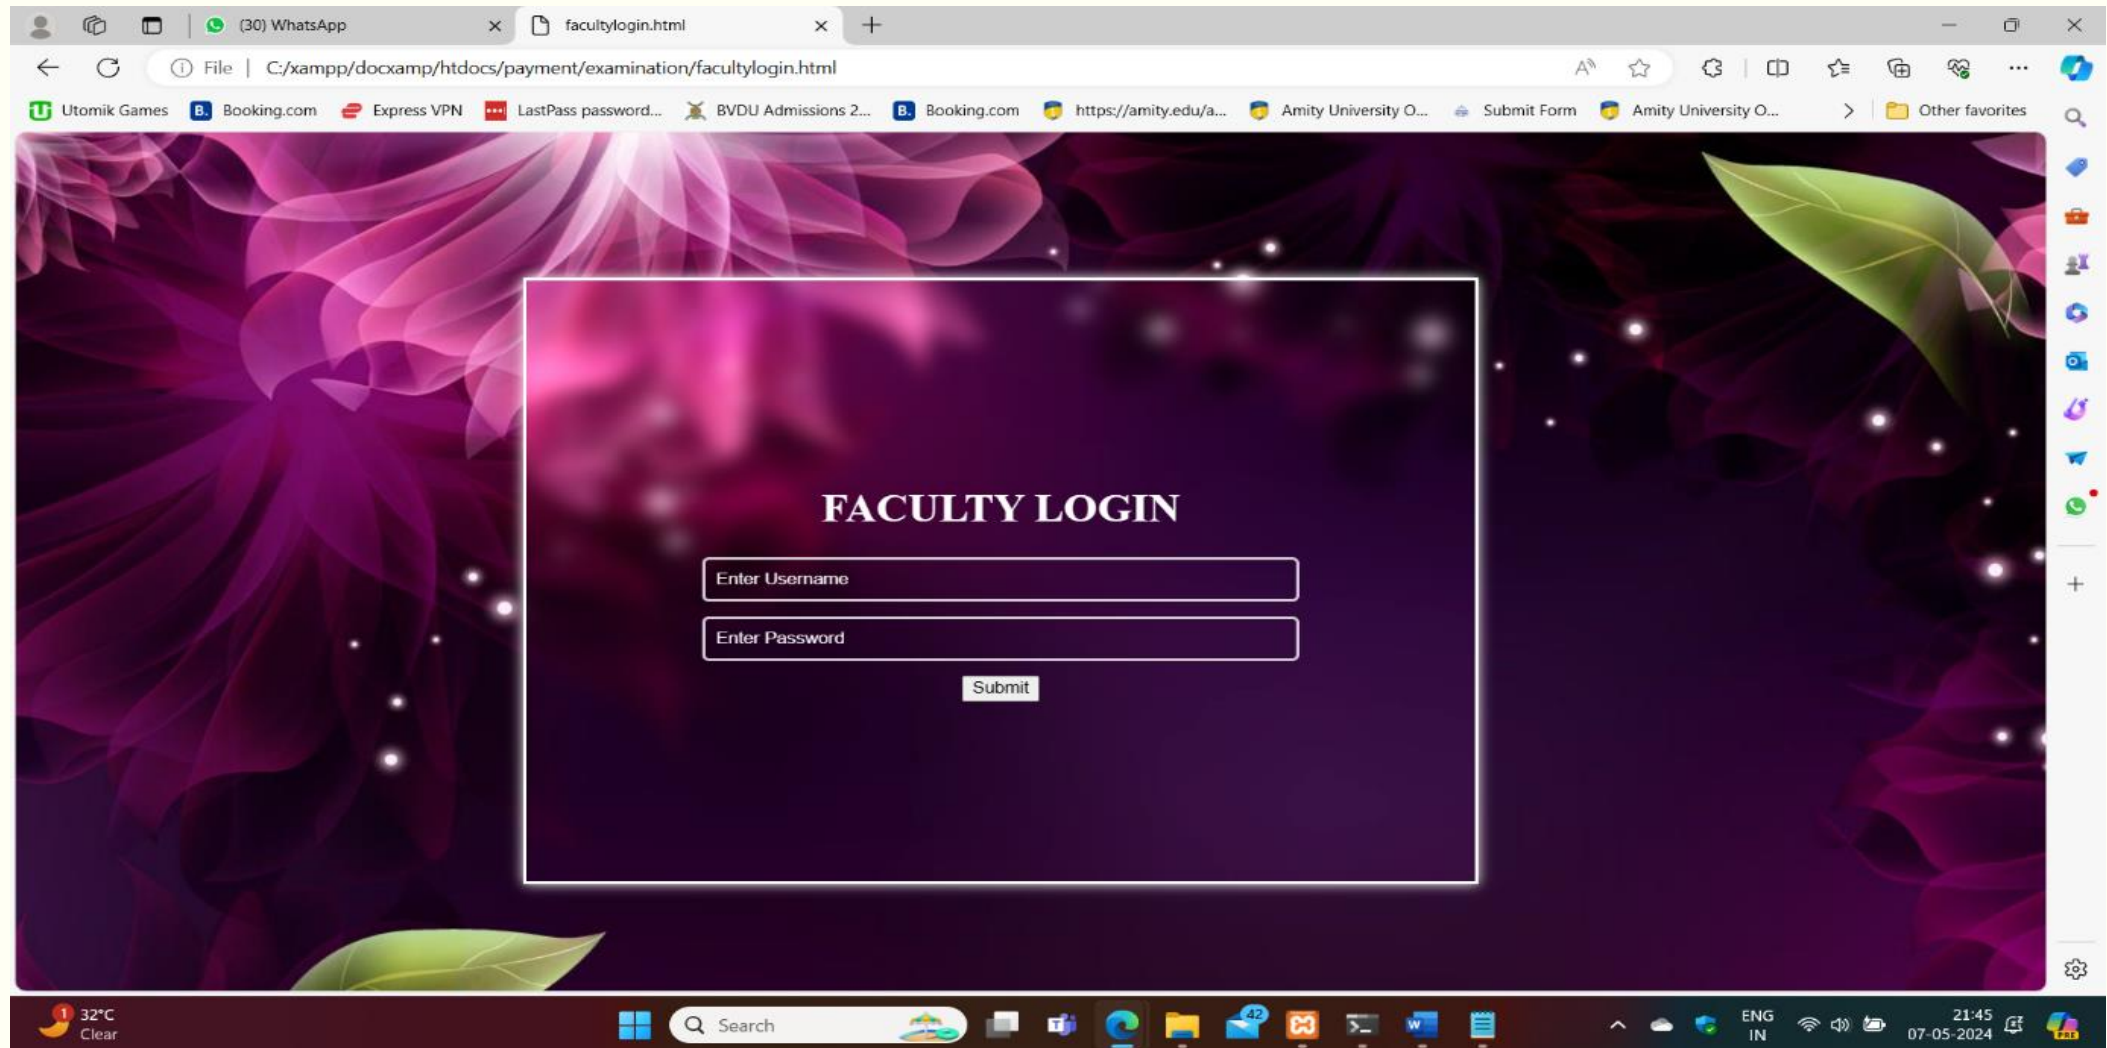 (30) WhatsApp
facultylogin.html
File | C:/xampp/docxamp/htdocs/payment/examination/facultylogin.html
Utomik Games B. Booking.com Express VPN LastPass password... BVDU Admissions 2... B. Booking.com https://amity.edu/a... Amity University O... Submit Form Amity University O... Other favorites
FACULTY LOGIN
Enter Username
Enter Password
Submit
1 32°C
Clear
Search
42
ENG
IN
21:45
07-05-2024
PRE